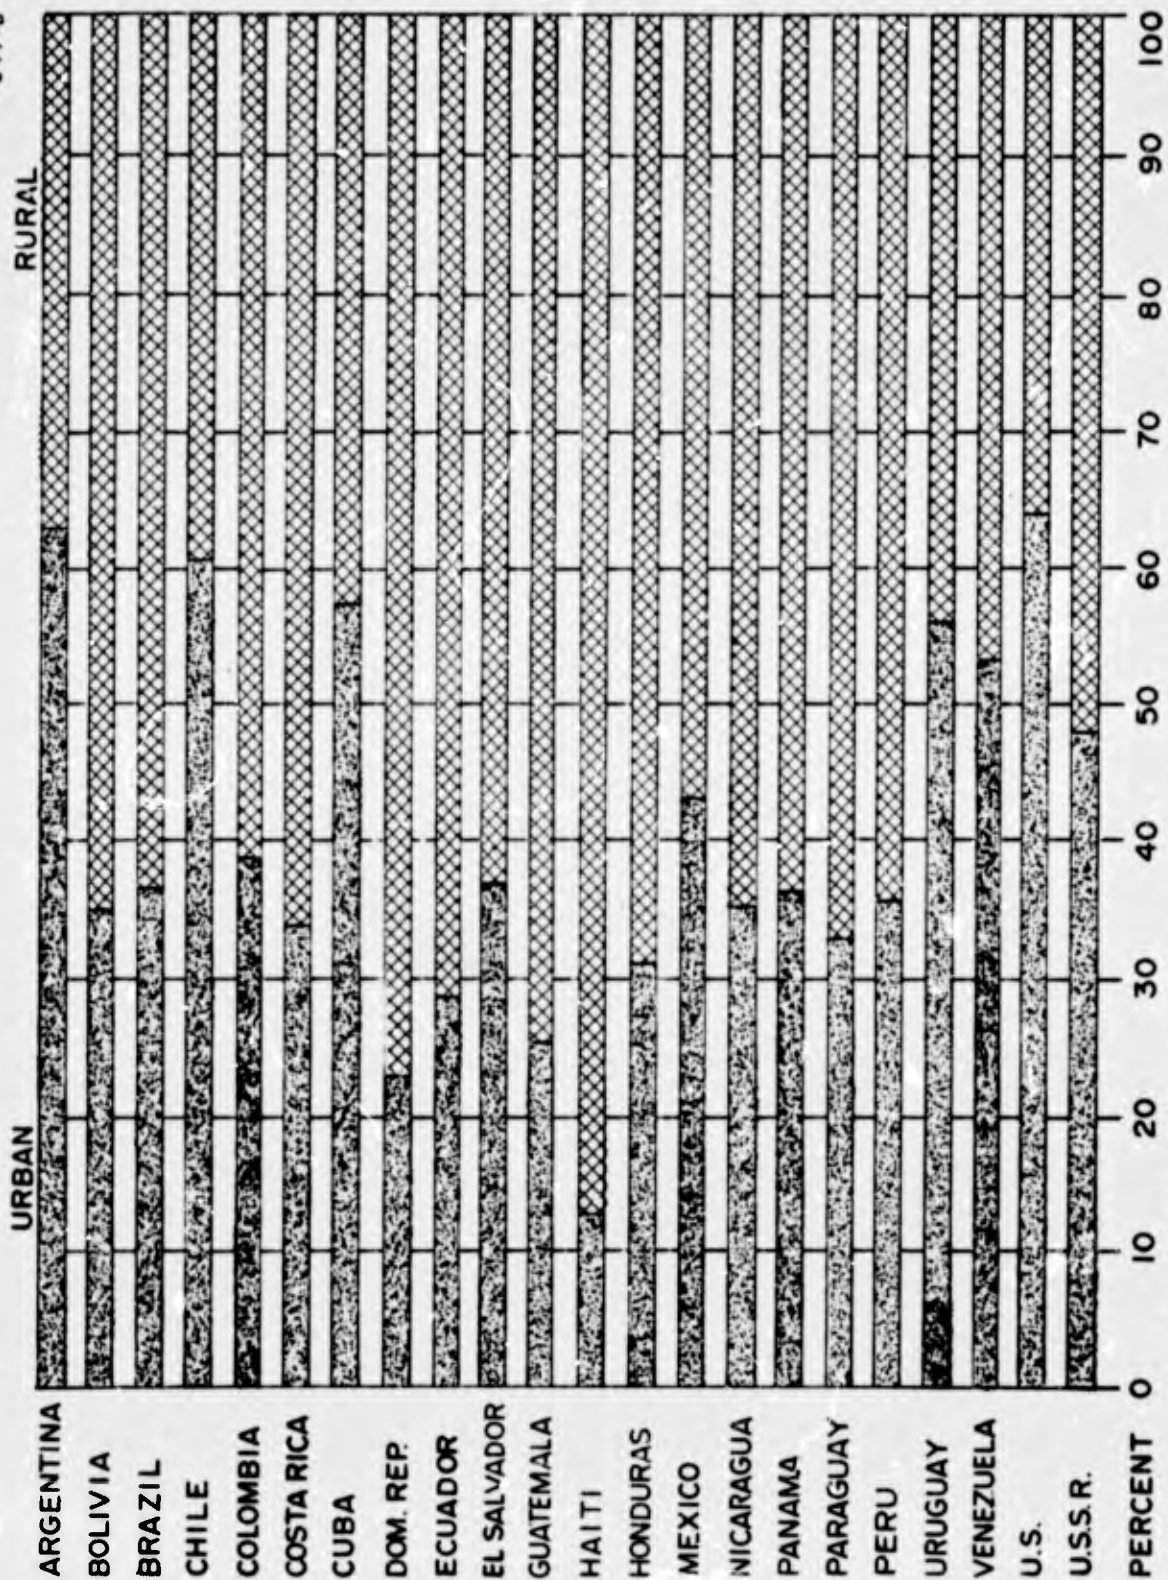 URBAN RURAL
ARGENTINA
BOLIVIA
BRAZIL
CHILE
COLOMBIA
COSTA RICA
CUBA
DOM. REP.
ECUADOR
EL SALVADOR
GUATEMALA
HAITI
HONDURAS
MEXICO
NICARAGUA
PANAMA
PARAGUAY
PERU
URUGUAY
VENEZUELA
U.S.
U.S.S.R.
PERCENT 0 10 20 30 40 50 60 70 80 90 100